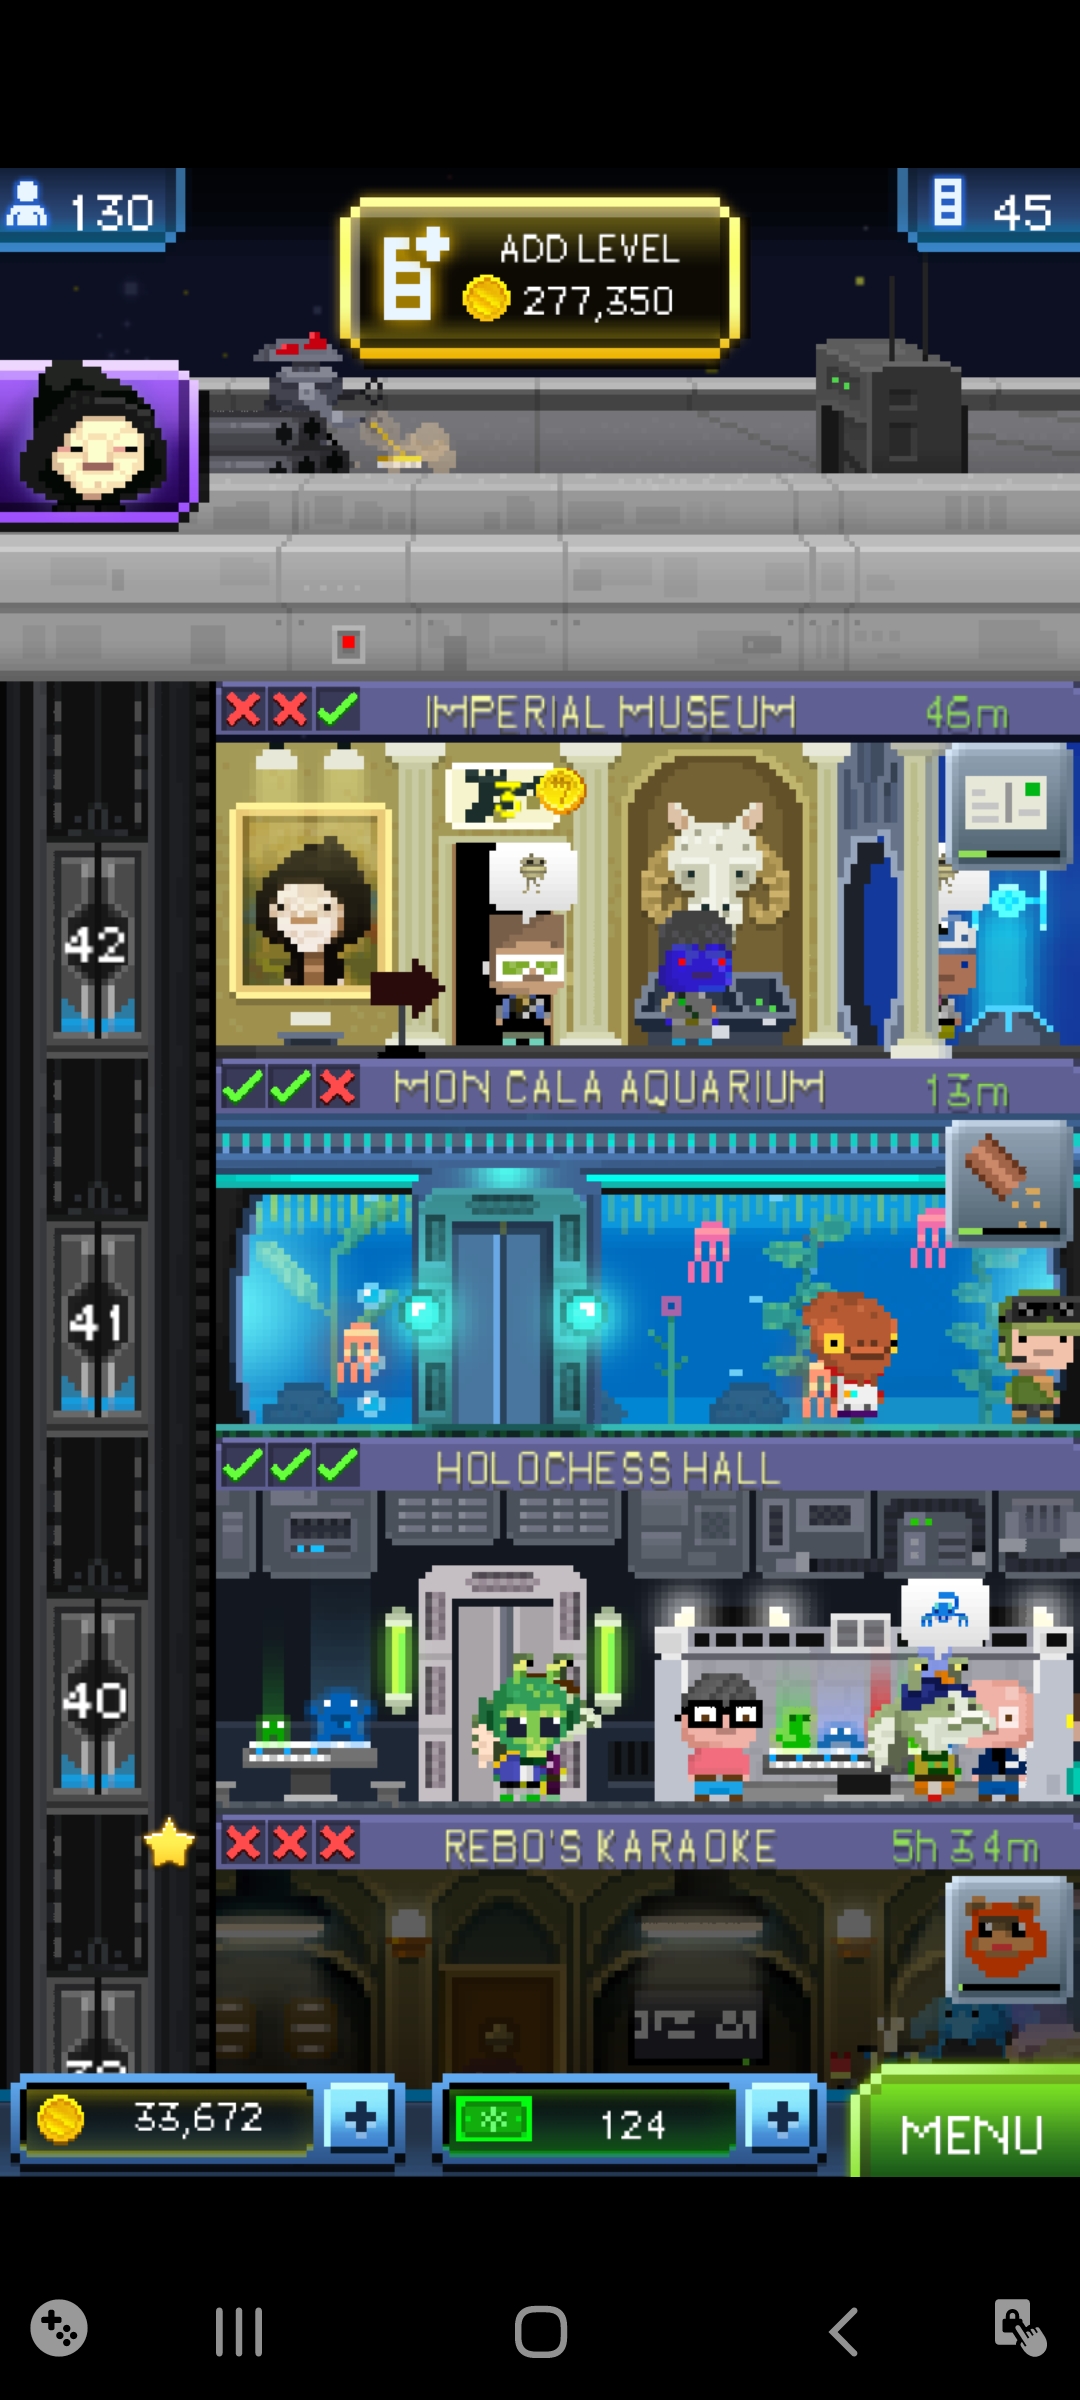 130
ADD LEVEL
277,350
45
IMPERIAL MUSEUM 46m
42
MON CALA AQUARIUM 13m
41
HOLOCHESS HALL
40
REBO'S KARAOKE 5h 34m
39
33,672
124
MENU